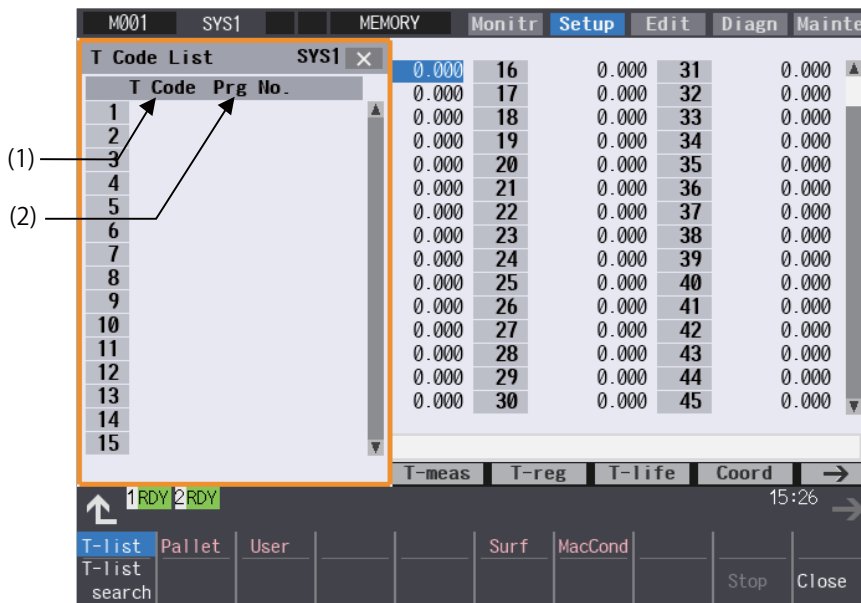 M001 SYS1 MEMORY Monitr Setup Edit Diagn Mainte
T Code List SYS1 ×
T Code Prg No.
(1)
(2)
1
2
3
4
5
6
7
8
9
10
11
12
13
14
15
0.000 16 0.000 31 0.000
0.000 17 0.000 32 0.000
0.000 18 0.000 33 0.000
0.000 19 0.000 34 0.000
0.000 20 0.000 35 0.000
0.000 21 0.000 36 0.000
0.000 22 0.000 37 0.000
0.000 23 0.000 38 0.000
0.000 24 0.000 39 0.000
0.000 25 0.000 40 0.000
0.000 26 0.000 41 0.000
0.000 27 0.000 42 0.000
0.000 28 0.000 43 0.000
0.000 29 0.000 44 0.000
0.000 30 0.000 45 0.000
T-meas T-reg T-life Coord →
1 RDY 2 RDY 15:26
T-list Pallet User Surf MacCond
T-list
search Stop Close